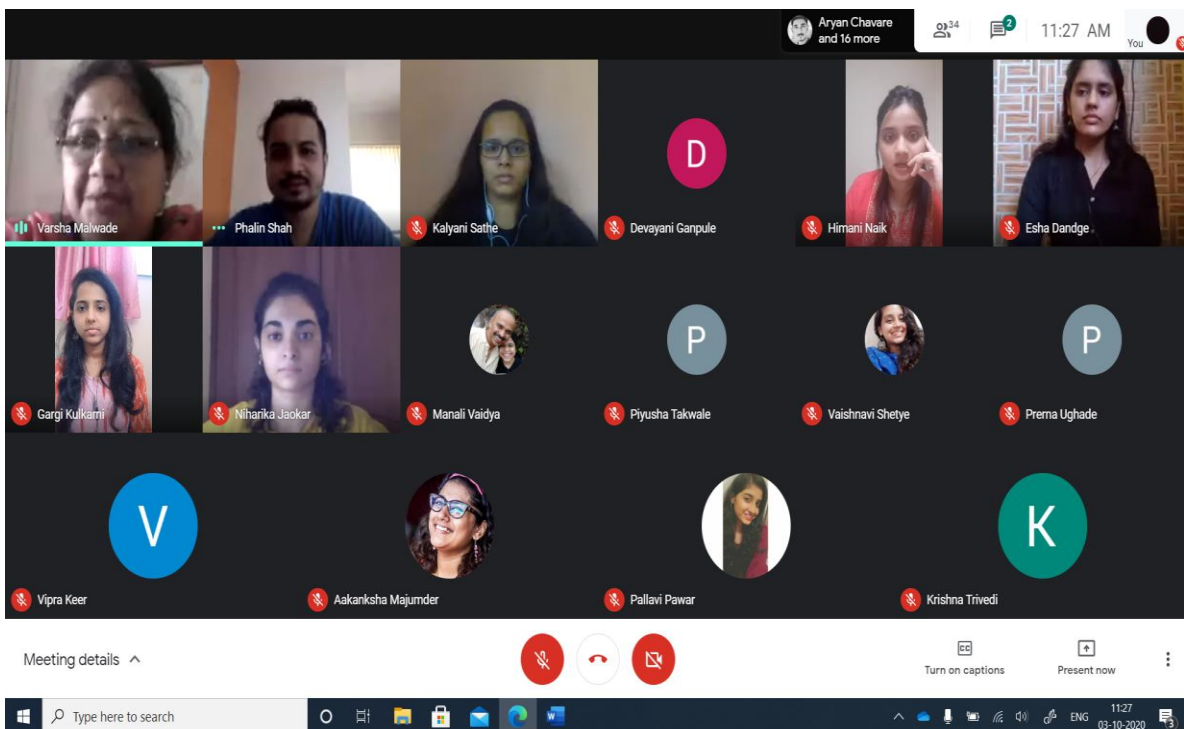 Aryan Chavare
and 16 more
34
2
11:27 AM
You
Varsha Malwade
Phalin Shah
Kalyani Sathe
D
Devayani Ganpule
Himani Naik
Esha Dandge
Gargi Kulkarni
Niharika Jaokar
Manali Vaidya
P
Piyusha Takwale
Vaishnavi Shetye
P
Prerna Ughade
V
Vipra Keer
Aakanksha Majumder
Pallavi Pawar
K
Krishna Trivedi
Meeting details
CC
Turn on captions
Present now
Type here to search
W
ENG
11:27
03-10-2020
3